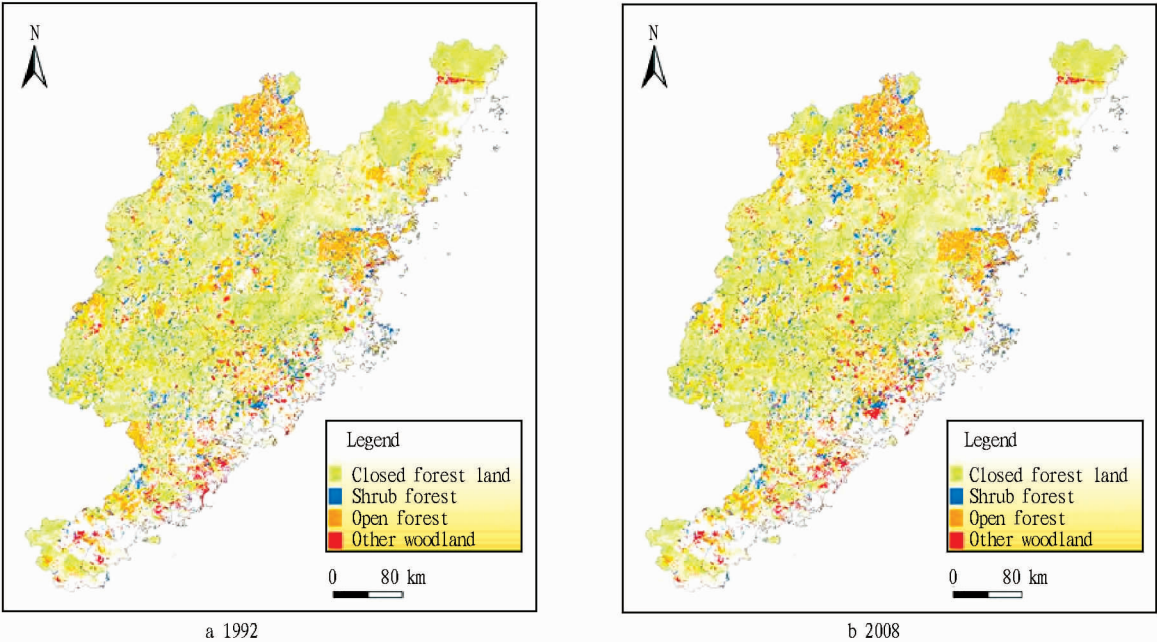 N
Legend
Closed forest land
Shrub forest
Open forest
Other woodland
0 80 km
a 1992
N
Legend
Closed forest land
Shrub forest
Open forest
Other woodland
0 80 km
b 2008